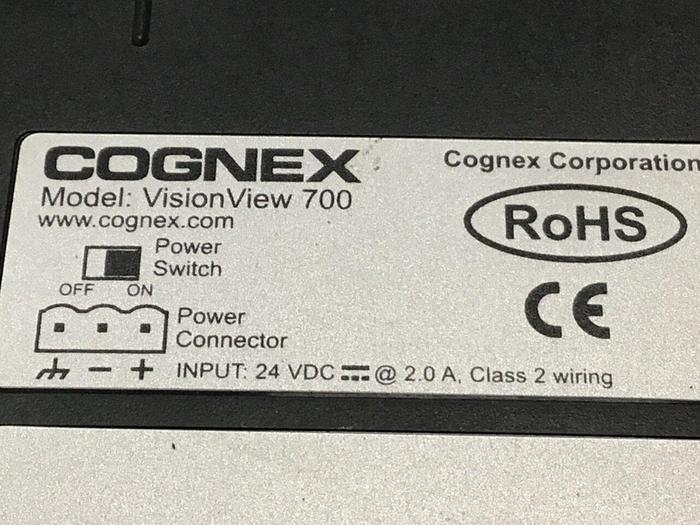 COGNEX
Cognex Corporation
Model: VisionView 700
www.cognex.com
RoHS
Power
Switch
OFF ON
CE
Power
Connector
− +
INPUT: 24 VDC ⎓ @ 2.0 A, Class 2 wiring